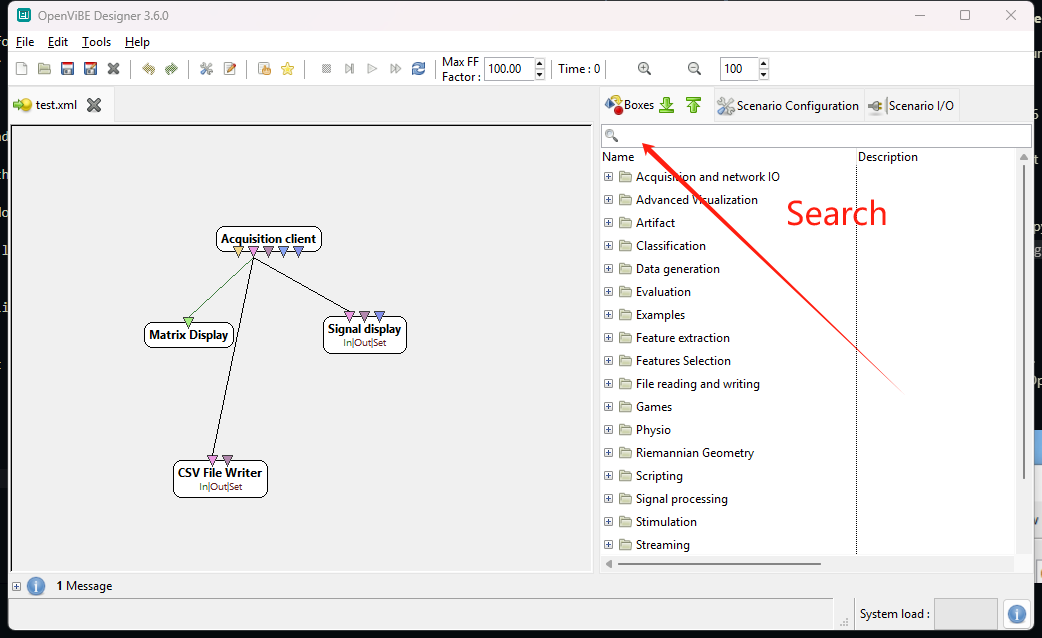 OpenViBE Designer 3.6.0
File Edit Tools Help
Max FF
Factor : 100.00 Time : 0 100
test.xml
Boxes Scenario Configuration Scenario I/O
Name Description
Acquisition and network IO
Advanced Visualization
Artifact
Classification
Data generation
Evaluation
Examples
Feature extraction
Features Selection
File reading and writing
Games
Physio
Riemannian Geometry
Scripting
Signal processing
Stimulation
Streaming
Search
Acquisition client
Matrix Display
Signal display
In|Out|Set
CSV File Writer
In|Out|Set
1 Message
System load :